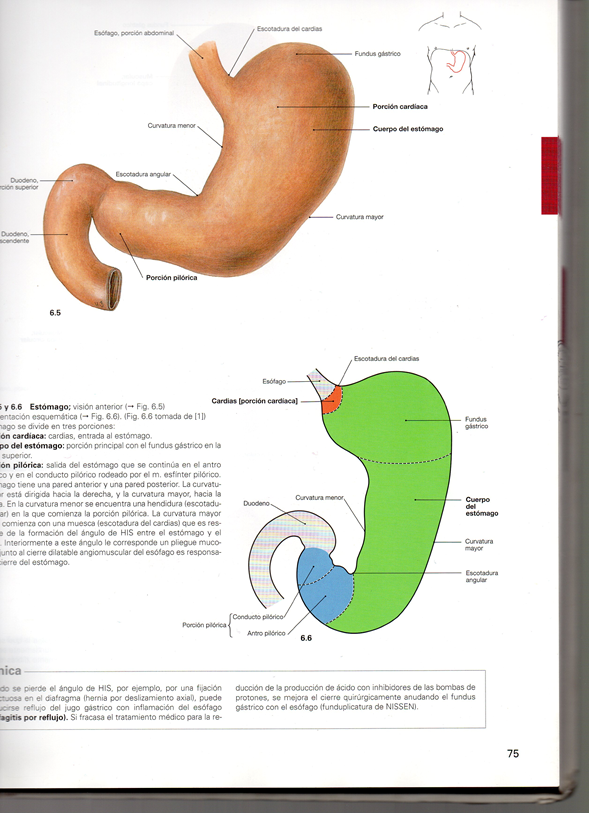 Esófago, porción abdominal
Escotadura del cardias
Fundus gástrico
Porción cardiaca
Cuerpo del estómago
Curvatura menor
Escotadura angular
Duodeno,
ción superior
Duodeno,
scendente
Curvatura mayor
Porción pilórica
6.5
Escotadura del cardias
Esófago
Cardias [porción cardiaca]
Fundus
gástrico
Curvatura menor
Duodeno
Cuerpo
del
estómago
Curvatura
mayor
Escotadura
angular
Conducto pilórico
Porción pilórica
Antro pilórico
6.6
y 6.6 Estómago; visión anterior (→ Fig. 6.5)
entación esquemática (→ Fig. 6.6). (Fig. 6.6 tomada de [1])
mago se divide en tres porciones:
ión cardiaca: cardias, entrada al estómago.
po del estómago: porción principal con el fundus gástrico en la
superior.
ión pilórica: salida del estómago que se continúa en el antro
co y en el conducto pilórico rodeado por el m. esfínter pilórico.
mago tiene una pared anterior y una pared posterior. La curvatu-
r está dirigida hacia la derecha, y la curvatura mayor, hacia la
a. En la curvatura menor se encuentra una hendidura (escotadu-
ar) en la que comienza la porción pilórica. La curvatura mayor
comienza con una muesca (escotadura del cardias) que es res-
a de la formación del ángulo de HIS entre el estómago y el
. Interiormente a este ángulo le corresponde un pliegue muco-
junto al cierre dilatable angiomuscular del esófago es responsa-
cierre del estómago.
nica
do se pierde el ángulo de HIS, por ejemplo, por una fijación
ctuosa en el diafragma (hernia por deslizamiento axial), puede
ucirse reflujo del jugo gástrico con inflamación del esófago
fagitis por reflujo). Si fracasa el tratamiento médico para la re-
ducción de la producción de ácido con inhibidores de las bombas de
protones, se mejora el cierre quirúrgicamente anudando el fundus
gástrico con el esófago (funduplicatura de NISSEN).
75